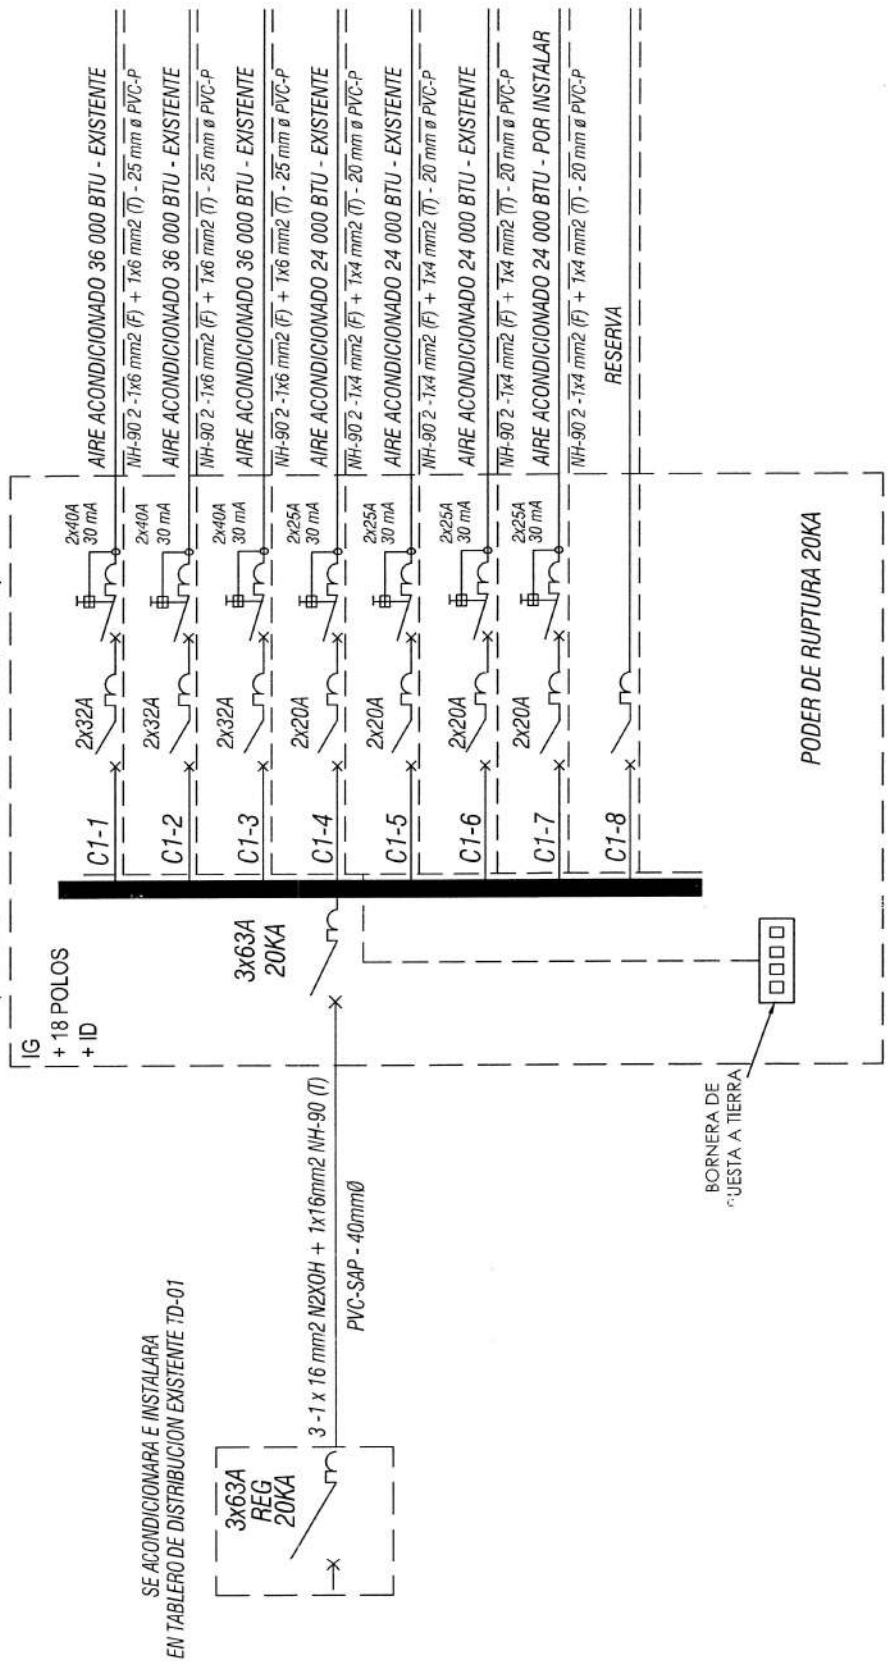 SE ACONDICIONARA E INSTALARA
EN TABLERO DE DISTRIBUCION EXISTENTE TD-01
3x63A
REG
20KA
3 -1 x 16 mm2 N2XOH + 1x16mm2 NH-90 (T)
PVC-SAP - 40mmØ
IG
+ 18 POLOS
+ ID
3x63A
20KA
BORNERA DE
UESTA A TIERRA
C1-1
2x32A
2x40A
30 mA
AIRE ACONDICIONADO 36 000 BTU - EXISTENTE
NH-90 2 -1x6 mm2 (F) + 1x6 mm2 (T) - 25 mm ø PVC-P
C1-2
2x32A
2x40A
30 mA
AIRE ACONDICIONADO 36 000 BTU - EXISTENTE
NH-90 2 -1x6 mm2 (F) + 1x6 mm2 (T) - 25 mm ø PVC-P
C1-3
2x32A
2x40A
30 mA
AIRE ACONDICIONADO 36 000 BTU - EXISTENTE
NH-90 2 -1x6 mm2 (F) + 1x6 mm2 (T) - 25 mm ø PVC-P
C1-4
2x20A
2x25A
30 mA
AIRE ACONDICIONADO 24 000 BTU - EXISTENTE
NH-90 2 -1x4 mm2 (F) + 1x4 mm2 (T) - 20 mm ø PVC-P
C1-5
2x20A
2x25A
30 mA
AIRE ACONDICIONADO 24 000 BTU - EXISTENTE
NH-90 2 -1x4 mm2 (F) + 1x4 mm2 (T) - 20 mm ø PVC-P
C1-6
2x20A
2x25A
30 mA
AIRE ACONDICIONADO 24 000 BTU - EXISTENTE
NH-90 2 -1x4 mm2 (F) + 1x4 mm2 (T) - 20 mm ø PVC-P
C1-7
2x20A
2x25A
30 mA
AIRE ACONDICIONADO 24 000 BTU - POR INSTALAR
NH-90 2 -1x4 mm2 (F) + 1x4 mm2 (T) - 20 mm ø PVC-P
C1-8
RESERVA
PODER DE RUPTURA 20KA